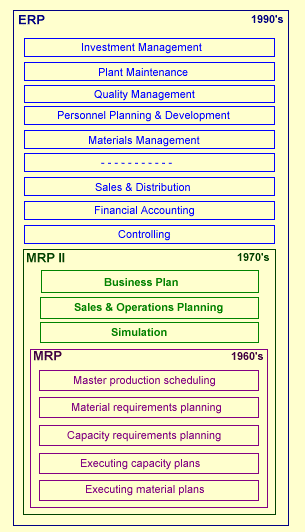 ERP 1990's
Investment Management
Plant Maintenance
Quality Management
Personnel Planning & Development
Materials Management
- - - - - - - - - - -
Sales & Distribution
Financial Accounting
Controlling
MRP II 1970's
Business Plan
Sales & Operations Planning
Simulation
MRP 1960's
Master production scheduling
Material requirements planning
Capacity requirements planning
Executing capacity plans
Executing material plans